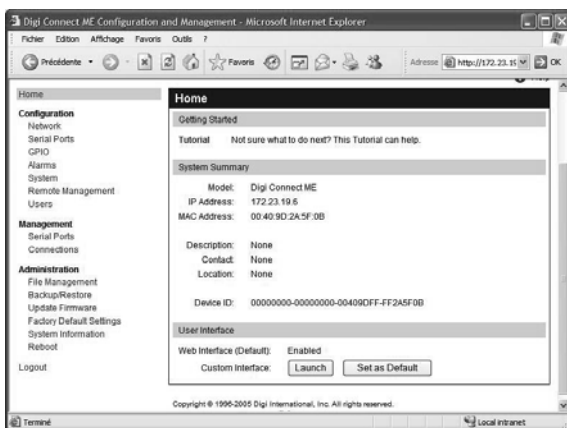 Digi Connect ME Configuration and Management - Microsoft Internet Explorer
Fichier Edition Affichage Favoris Outils ?
Précédente Favoris Adresse http://172.23.19 OK
Home
Configuration
Network
Serial Ports
GPIO
Alarms
System
Remote Management
Users
Management
Serial Ports
Connections
Administration
File Management
Backup/Restore
Update Firmware
Factory Default Settings
System Information
Reboot
Logout
Home
Getting Started
Tutorial Not sure what to do next? This Tutorial can help.
System Summary
Model: Digi Connect ME
IP Address: 172.23.19.6
MAC Address: 00:40:9D:2A:5F:0B
Description: None
Contact: None
Location: None
Device ID: 00000000-00000000-00409DFF-FF2A5F0B
User Interface
Web Interface (Default): Enabled
Custom Interface: Launch Set as Default
Copyright © 1996-2005 Digi International, Inc. All rights reserved.
Terminé Local intranet